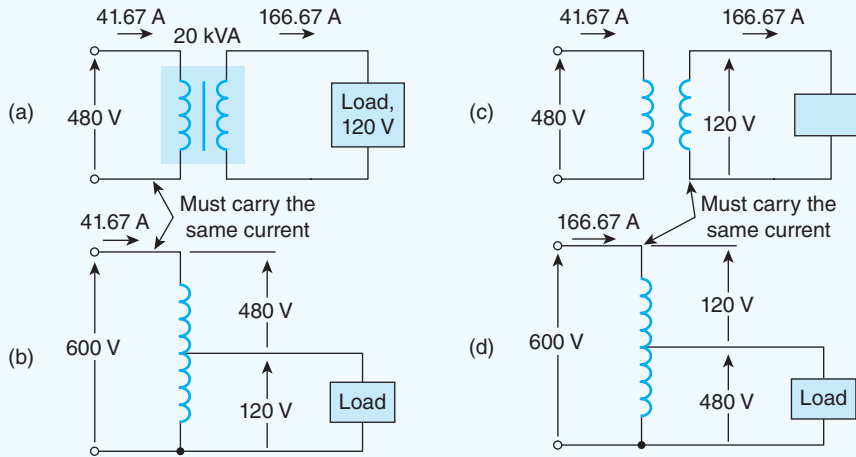 41.67 A
166.67 A
20 kVA
(a)
480 V
Load,
120 V
Must carry the
same current
41.67 A
600 V
480 V
(b)
120 V
Load
41.67 A
166.67 A
(c)
480 V
120 V
Must carry the
same current
166.67 A
600 V
120 V
(d)
480 V
Load